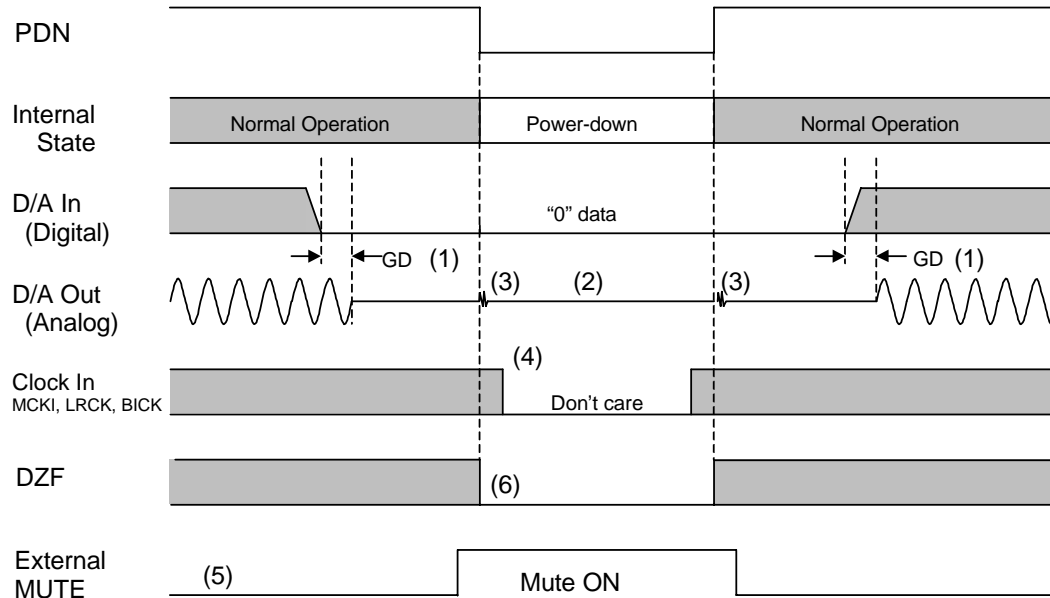 PDN
Internal
State
Normal Operation
Power-down
Normal Operation
D/A In
(Digital)
“0” data
GD (1)
GD (1)
D/A Out
(Analog)
(3)
(2)
(3)
(4)
Clock In
MCKI, LRCK, BICK
Don’t care
DZF
(6)
External
MUTE
(5)
Mute ON